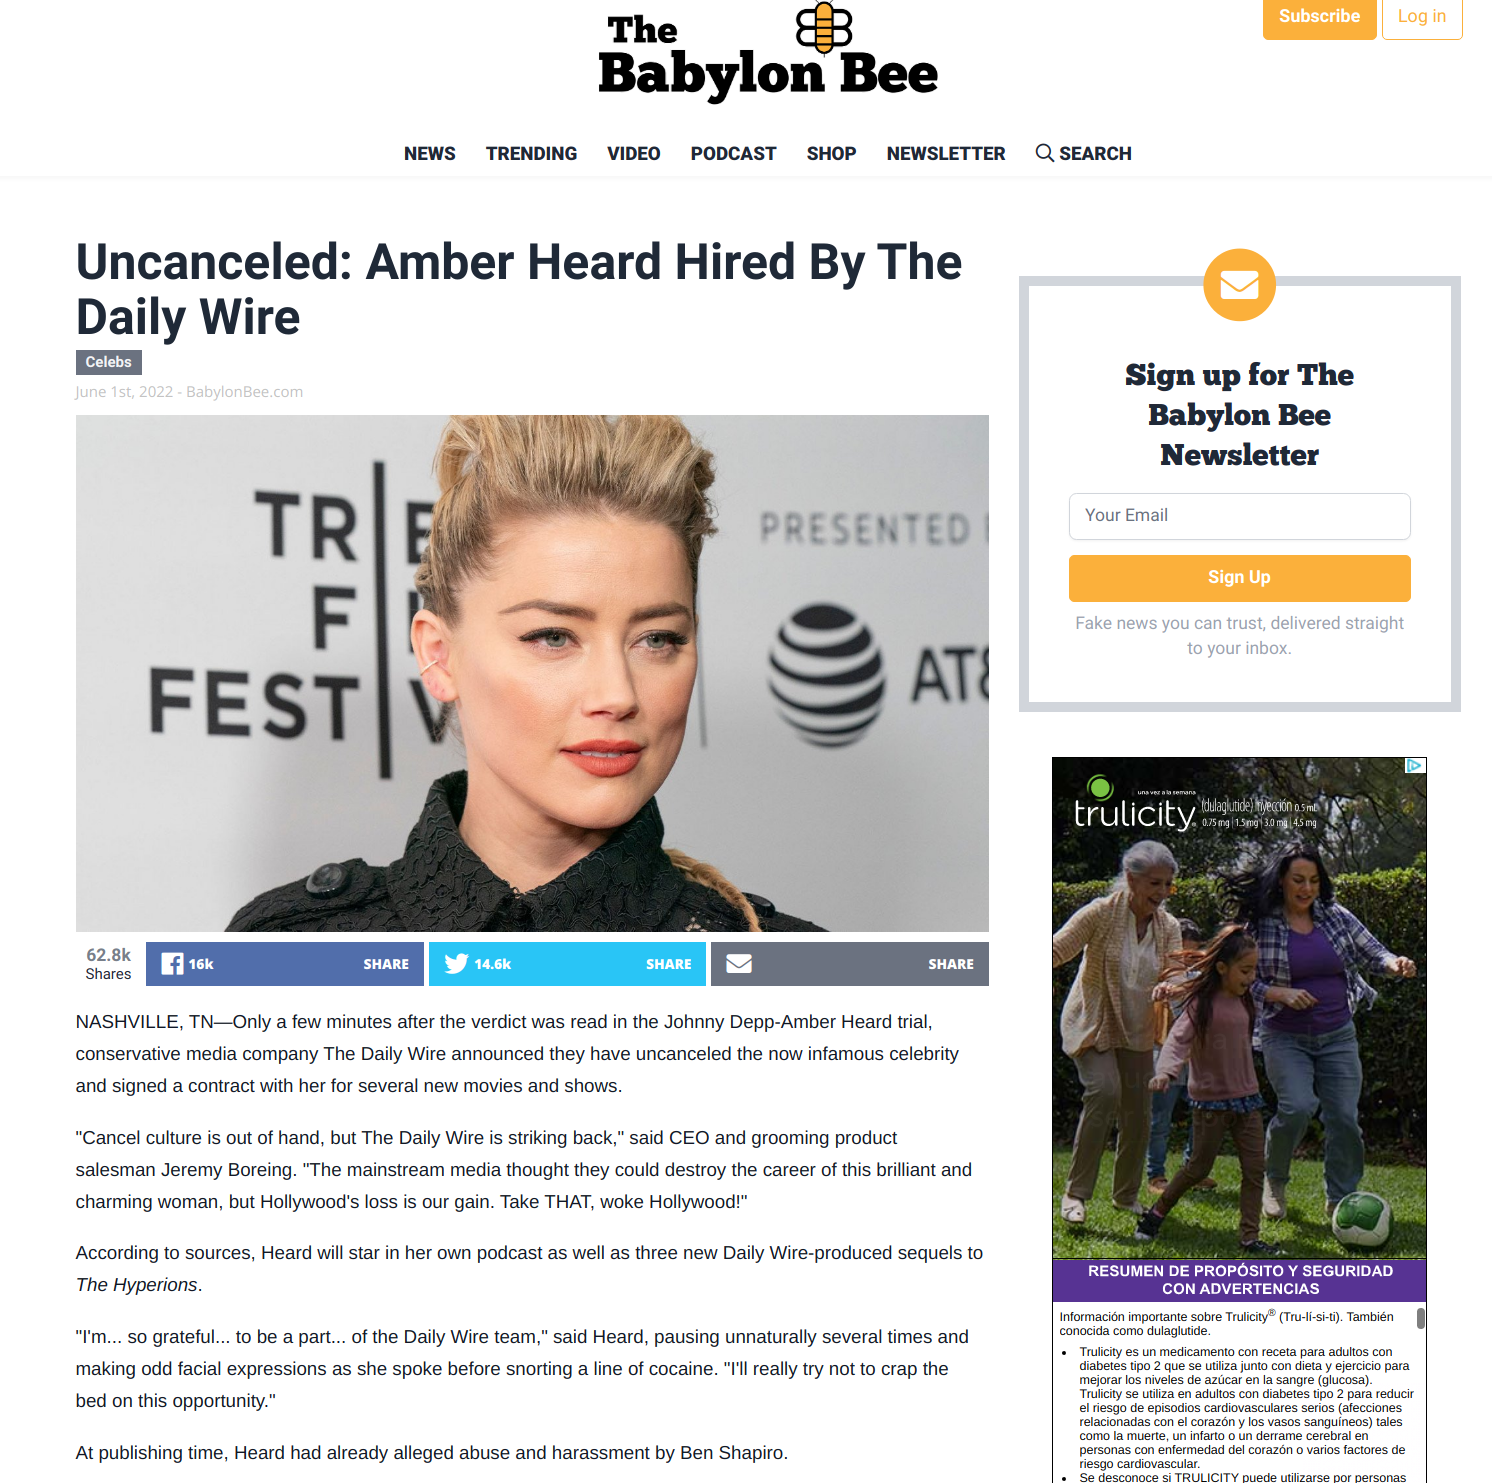 The
Babylon Bee
Subscribe
Log in
NEWS TRENDING VIDEO PODCAST SHOP NEWSLETTER SEARCH
Uncanceled: Amber Heard Hired By The
Daily Wire
Celebs
June 1st, 2022 - BabylonBee.com
TR BE
F
FEST V
PRESENTED
AT&
62.8k
Shares
16k SHARE
14.6k SHARE
SHARE
NASHVILLE, TN—Only a few minutes after the verdict was read in the Johnny Depp-Amber Heard trial,
conservative media company The Daily Wire announced they have uncanceled the now infamous celebrity
and signed a contract with her for several new movies and shows.
"Cancel culture is out of hand, but The Daily Wire is striking back," said CEO and grooming product
salesman Jeremy Boreing. "The mainstream media thought they could destroy the career of this brilliant and
charming woman, but Hollywood's loss is our gain. Take THAT, woke Hollywood!"
According to sources, Heard will star in her own podcast as well as three new Daily Wire-produced sequels to
The Hyperions.
"I'm... so grateful... to be a part... of the Daily Wire team," said Heard, pausing unnaturally several times and
making odd facial expressions as she spoke before snorting a line of cocaine. "I'll really try not to crap the
bed on this opportunity."
At publishing time, Heard had already alleged abuse and harassment by Ben Shapiro.
Sign up for The
Babylon Bee
Newsletter
Your Email
Sign Up
Fake news you can trust, delivered straight
to your inbox.
una vez a la semana
trulicity (dulaglutide) inyección 0.5 mL
0.75 mg | 1.5 mg | 3.0 mg | 4.5 mg
RESUMEN DE PROPÓSITO Y SEGURIDAD
CON ADVERTENCIAS
Información importante sobre Trulicity® (Tru-lí-si-ti). También
conocida como dulaglutide.
• Trulicity es un medicamento con receta para adultos con
diabetes tipo 2 que se utiliza junto con dieta y ejercicio para
mejorar los niveles de azúcar en la sangre (glucosa).
Trulicity se utiliza en adultos con diabetes tipo 2 para reducir
el riesgo de episodios cardiovasculares serios (afecciones
relacionadas con el corazón y los vasos sanguíneos) tales
como la muerte, un infarto o un derrame cerebral en
personas con enfermedad del corazón o varios factores de
riesgo cardiovascular.
• Se desconoce si TRULICITY puede utilizarse por personas